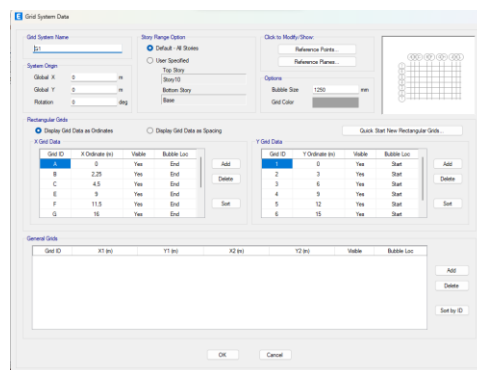 Grid System Data
Grid System Name
G1
Story Range Option
Default - All Stories
User Specified
Top Story
Story10
Bottom Story
Base
Click to Modify/Show:
Reference Points...
Reference Planes...
System Origin
Global X 0 m
Global Y 0 m
Rotation 0 deg
Options
Bubble Size 1250 mm
Grid Color
Rectangular Grids
Display Grid Data as Ordinates
Display Grid Data as Spacing
Quick Start New Rectangular Grids...
X Grid Data
Grid ID X Ordinate (m) Visible Bubble Loc
A 0 Yes End
B 2,25 Yes End
C 4,5 Yes End
E 9 Yes End
F 11,5 Yes End
G 16 Yes End
Add
Delete
Sort
Y Grid Data
Grid ID Y Ordinate (m) Visible Bubble Loc
1 0 Yes Start
2 3 Yes Start
3 6 Yes Start
4 9 Yes Start
5 12 Yes Start
6 15 Yes Start
Add
Delete
Sort
General Grids
Grid ID X1 (m) Y1 (m) X2 (m) Y2 (m) Visible Bubble Loc
Add
Delete
Sort by ID
OK
Cancel